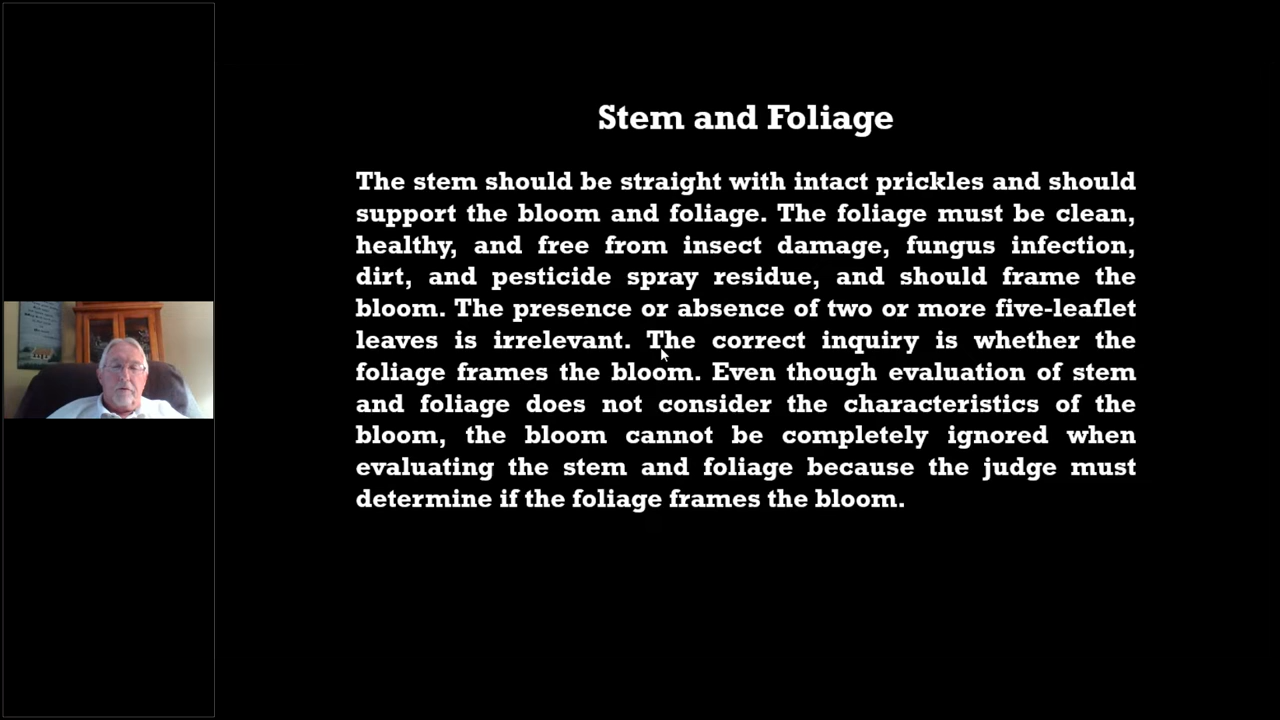 Stem and Foliage
The stem should be straight with intact prickles and should
support the bloom and foliage. The foliage must be clean,
healthy, and free from insect damage, fungus infection,
dirt, and pesticide spray residue, and should frame the
bloom. The presence or absence of two or more five-leaflet
leaves is irrelevant. The correct inquiry is whether the
foliage frames the bloom. Even though evaluation of stem
and foliage does not consider the characteristics of the
bloom, the bloom cannot be completely ignored when
evaluating the stem and foliage because the judge must
determine if the foliage frames the bloom.